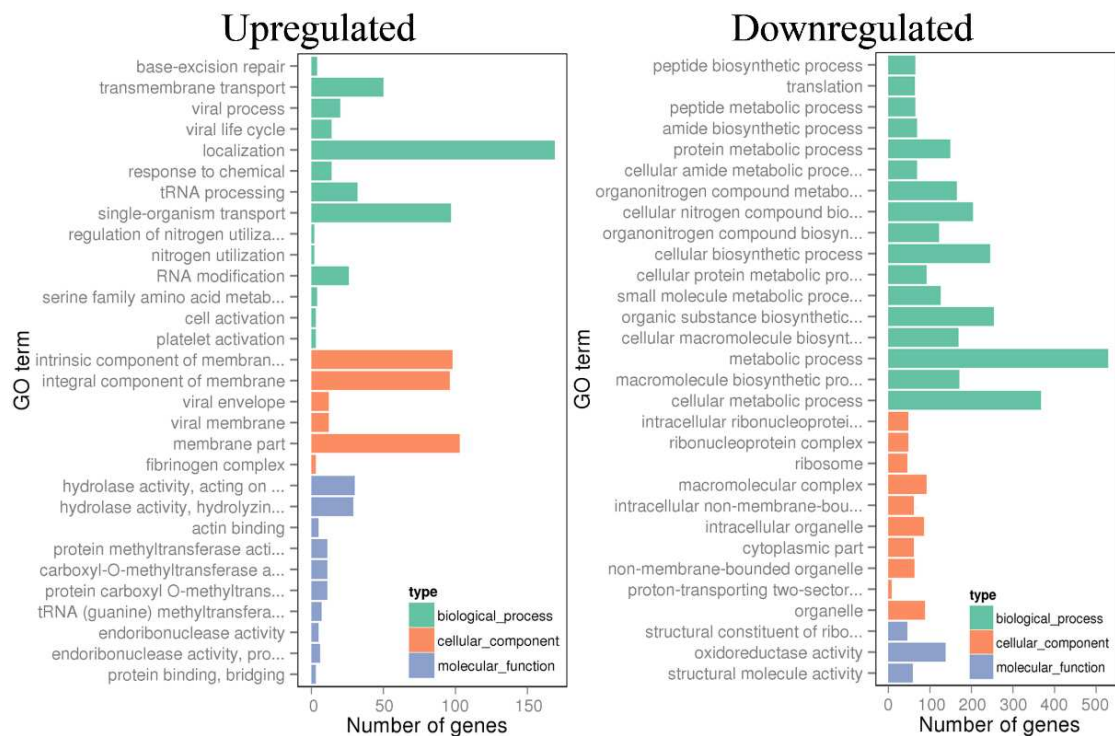 Upregulated
GO term
base-excision repair
transmembrane transport
viral process
viral life cycle
localization
response to chemical
tRNA processing
single-organism transport
regulation of nitrogen utiliza...
nitrogen utilization
RNA modification
serine family amino acid metab...
cell activation
platelet activation
intrinsic component of membran...
integral component of membrane
viral envelope
viral membrane
membrane part
fibrinogen complex
hydrolase activity, acting on ...
hydrolase activity, hydrolyzin...
actin binding
protein methyltransferase acti...
carboxyl-O-methyltransferase a...
protein carboxyl O-methyltrans...
tRNA (guanine) methyltransfera...
endoribonuclease activity
endoribonuclease activity, pro...
protein binding, bridging
type
biological_process
cellular_component
molecular_function
0 50 100 150
Number of genes
Downregulated
GO term
peptide biosynthetic process
translation
peptide metabolic process
amide biosynthetic process
protein metabolic process
cellular amide metabolic proce...
organonitrogen compound metabo...
cellular nitrogen compound bio...
organonitrogen compound biosyn...
cellular biosynthetic process
cellular protein metabolic pro...
small molecule metabolic proce...
organic substance biosynthetic...
cellular macromolecule biosynt...
metabolic process
macromolecule biosynthetic pro...
cellular metabolic process
intracellular ribonucleoprotei...
ribonucleoprotein complex
ribosome
macromolecular complex
intracellular non-membrane-bou...
intracellular organelle
cytoplasmic part
non-membrane-bounded organelle
proton-transporting two-sector...
organelle
structural constituent of ribo...
oxidoreductase activity
structural molecule activity
type
biological_process
cellular_component
molecular_function
0 100 200 300 400 500
Number of genes